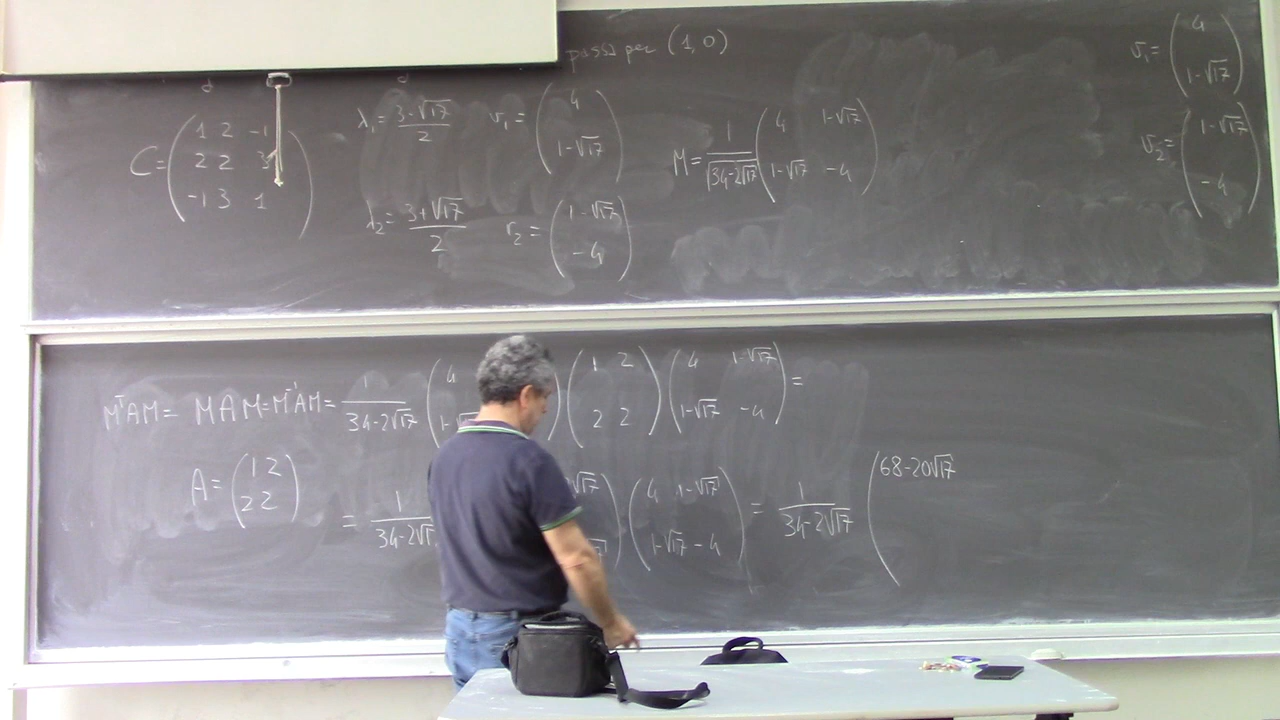 passa per (1,0)
d d
C= (1 2 -1
2 2 3
-1 3 1)
λ₁= (3-√17)/2 v₁= (4
1-√17)
λ₂= (3+√17)/2 v₂= (1-√17
-4)
M= 1/√(34-2√17) (4 1-√17
1-√17 -4)
v₁= (4
1-√17)
v₂= (1-√17
-4)
MᵀAM= MAM=M⁻¹AM= 1/(34-2√17) (4
(1 2
2 2) (4 1-√17
1-√17 -4) =
A= (1 2
2 2)
= 1/(34-2√17
(4 1-√17
1-√17 -4) = 1/(34-2√17) (68-20√17